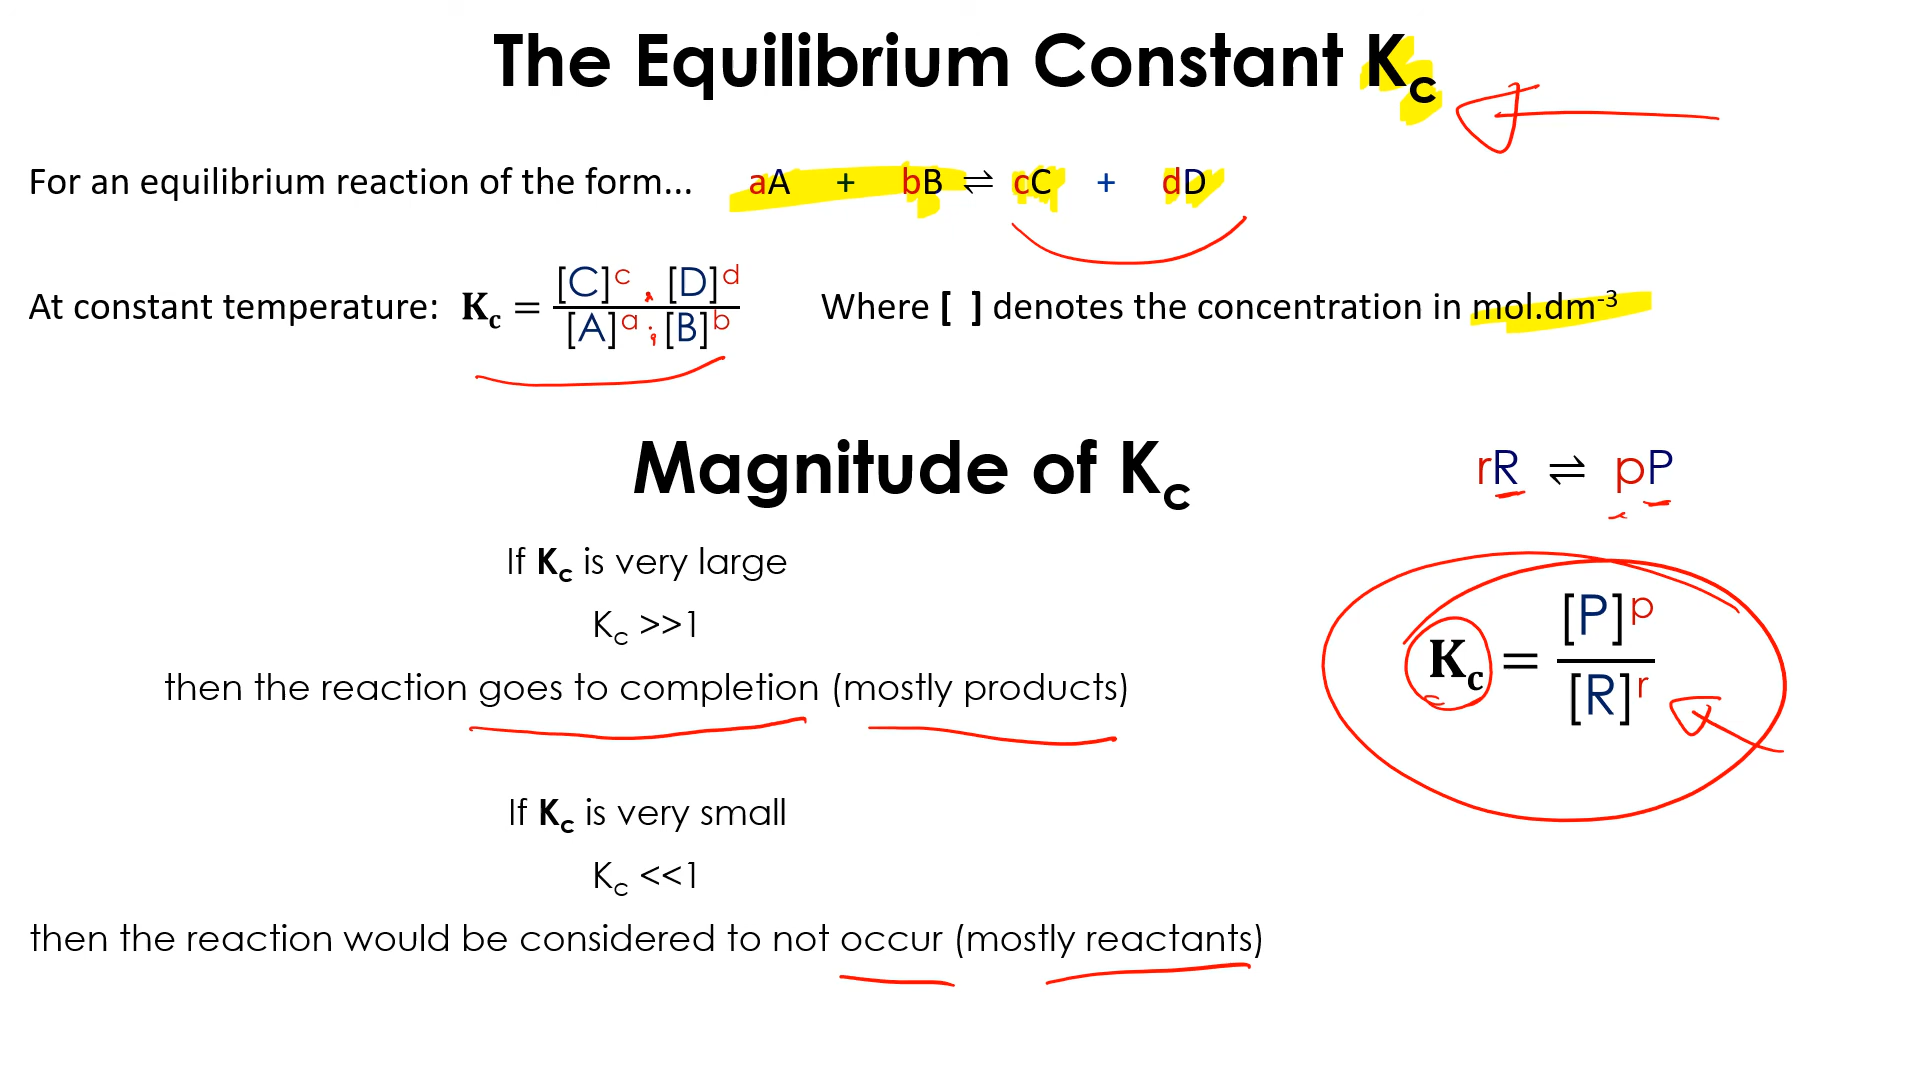 The Equilibrium Constant Kc
For an equilibrium reaction of the form... aA + bB ⇌ cC + dD
At constant temperature: Kc = [C]^c . [D]^d / [A]^a . [B]^b Where [ ] denotes the concentration in mol.dm⁻³
Magnitude of Kc
rR ⇌ pP
If Kc is very large
Kc >>1
then the reaction goes to completion (mostly products)
Kc = [P]^p / [R]^r
If Kc is very small
Kc <<1
then the reaction would be considered to not occur (mostly reactants)